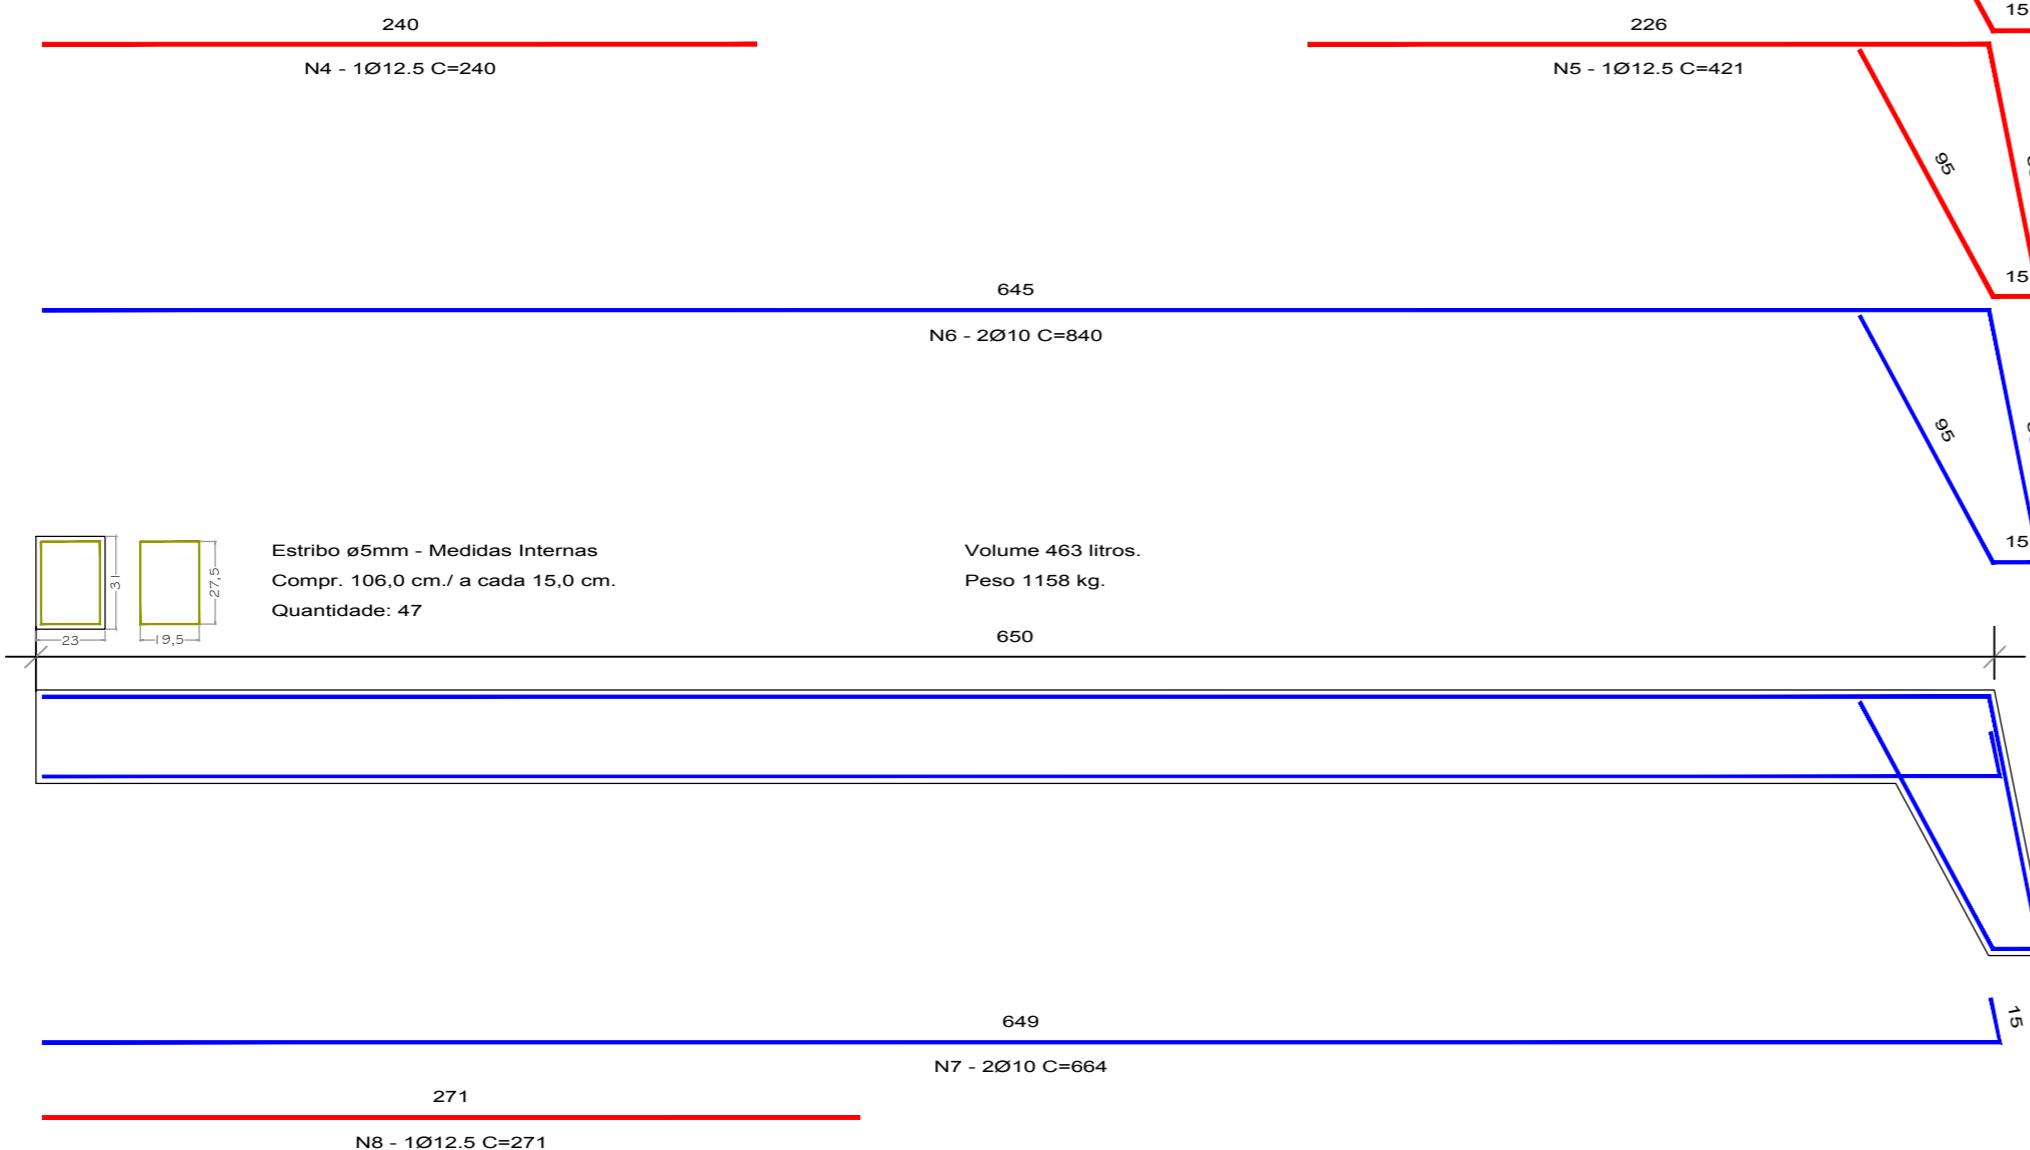 240
226
15
N4 - 1Ø12.5 C=240
N5 - 1Ø12.5 C=421
95
15
645
N6 - 2Ø10 C=840
95
15
Estribo ø5mm - Medidas Internas
Compr. 106,0 cm./ a cada 15,0 cm.
Quantidade: 47
Volume 463 litros.
Peso 1158 kg.
31
27,5
23
19,5
650
649
15
N7 - 2Ø10 C=664
271
N8 - 1Ø12.5 C=271